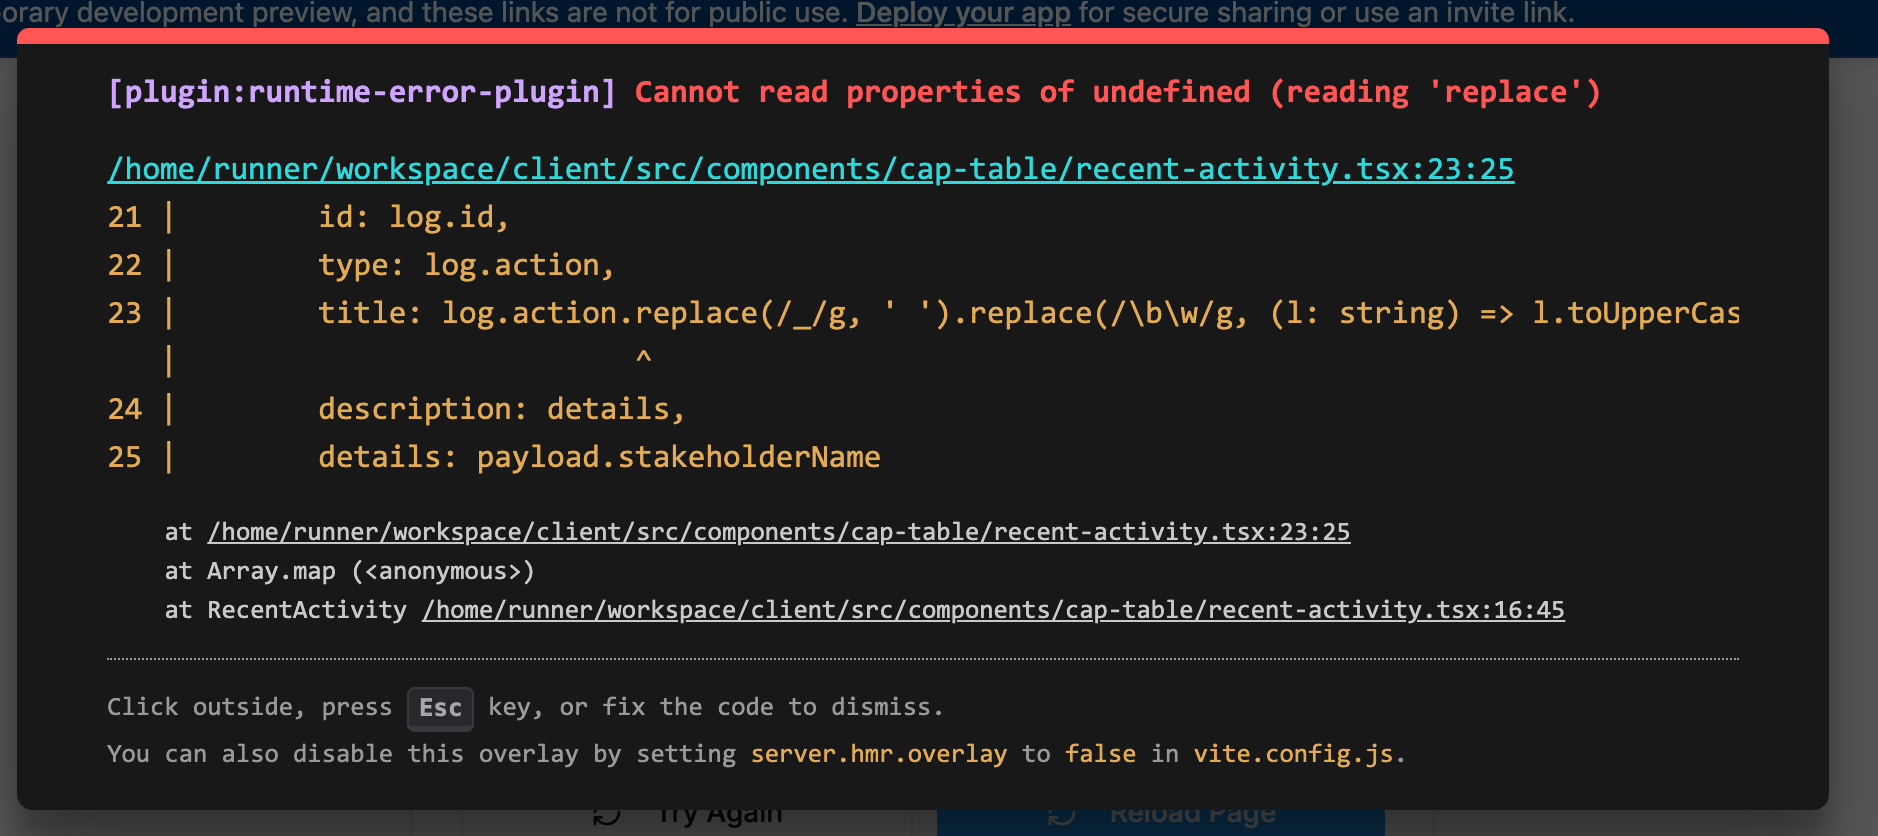 orary development preview, and these links are not for public use. Deploy your app for secure sharing or use an invite link.
[plugin:runtime-error-plugin] Cannot read properties of undefined (reading 'replace')
/home/runner/workspace/client/src/components/cap-table/recent-activity.tsx:23:25
21 |        id: log.id,
22 |        type: log.action,
23 |        title: log.action.replace(/_/g, ' ').replace(/\b\w/g, (l: string) => l.toUpperCas
   |                          ^
24 |        description: details,
25 |        details: payload.stakeholderName
at /home/runner/workspace/client/src/components/cap-table/recent-activity.tsx:23:25
at Array.map (<anonymous>)
at RecentActivity /home/runner/workspace/client/src/components/cap-table/recent-activity.tsx:16:45
Click outside, press Esc key, or fix the code to dismiss.
You can also disable this overlay by setting server.hmr.overlay to false in vite.config.js.
Try Again
Reload Page